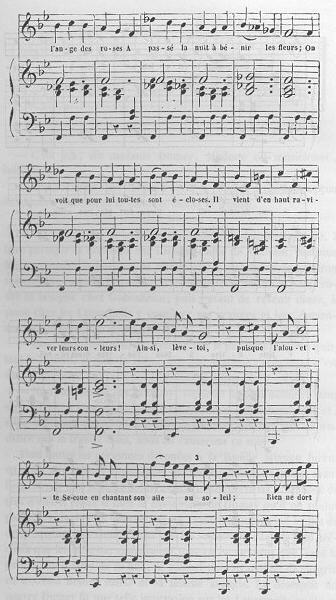 l'an-ge des ro-ses A pas-sé la nuit à bé-nir les fleurs; On
voit que pour lui tou-tes sont é-clo-ses. Il vient d'en haut ra-vi-
-ver leurs cou-leurs! Ain-si, lève-toi, puisque l'alou-et-
-te Se-coue en chantant son aile au so-leil; Rien ne dort
3